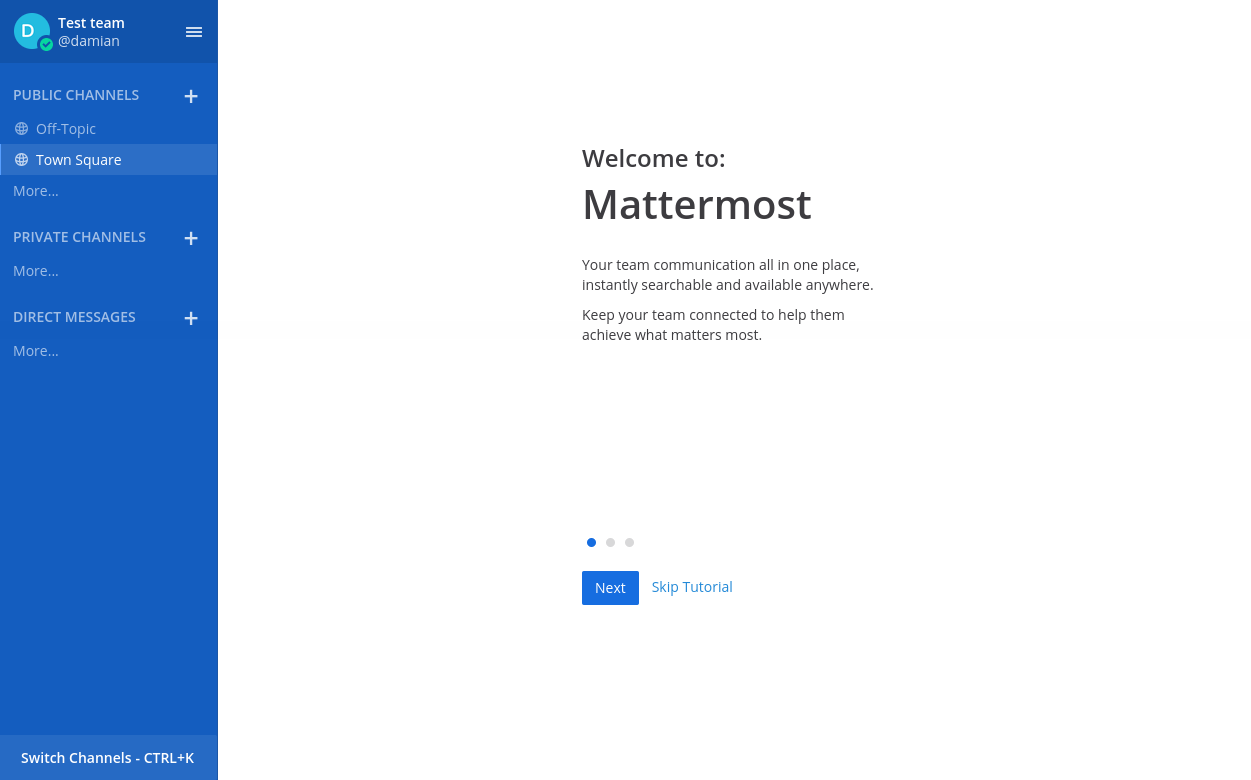 D
Test team
@damian
PUBLIC CHANNELS
Off-Topic
Town Square
More...
PRIVATE CHANNELS
More...
DIRECT MESSAGES
More...
Switch Channels - CTRL+K
Welcome to:
Mattermost
Your team communication all in one place,
instantly searchable and available anywhere.
Keep your team connected to help them
achieve what matters most.
Next
Skip Tutorial